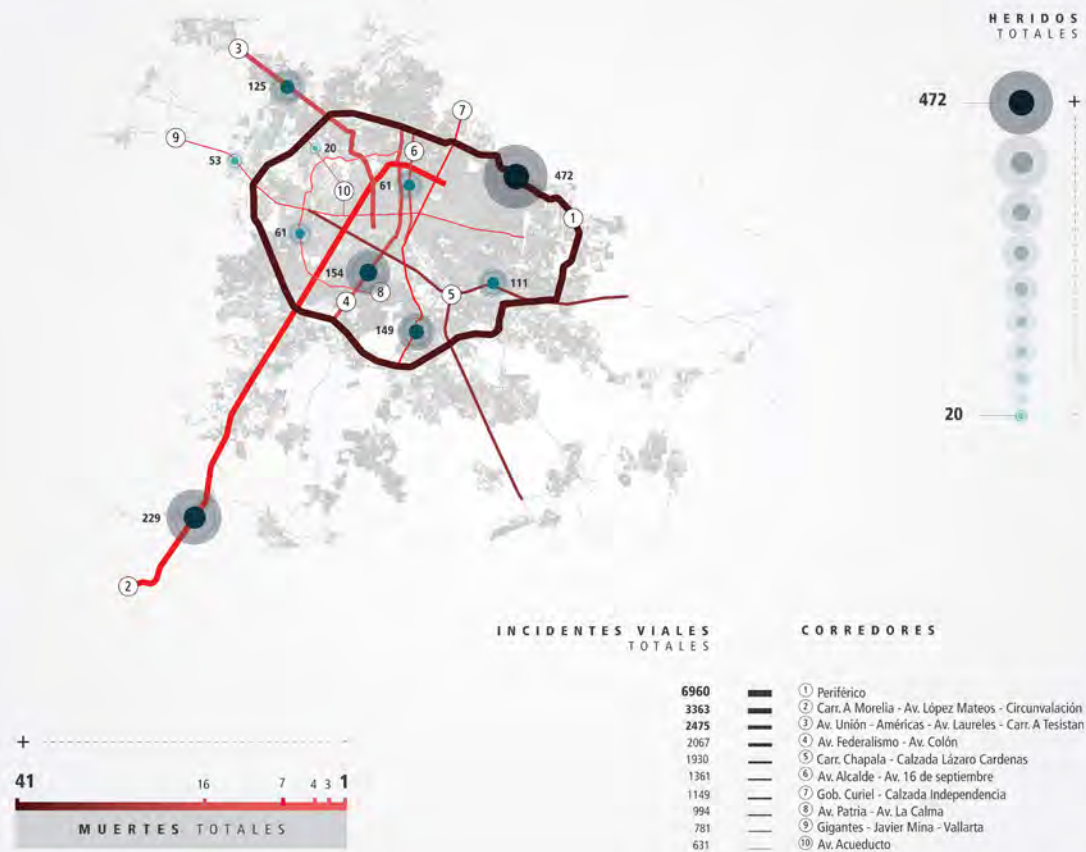 HERIDOS
TOTALES
472
20
3
125
7
9
53
20
6
61
10
472
1
61
154
8
4
5
111
149
229
2
INCIDENTES VIALES
TOTALES
CORREDORES
6960 1 Periférico
3363 2 Carr. A Morelia - Av. López Mateos - Circunvalación
2475 3 Av. Unión - Américas - Av. Laureles - Carr. A Tesistan
2067 4 Av. Federalismo - Av. Colón
1930 5 Carr. Chapala - Calzada Lázaro Cardenas
1361 6 Av. Alcalde - Av. 16 de septiembre
1149 7 Gob. Curiel - Calzada Independencia
994 8 Av. Patria - Av. La Calma
781 9 Gigantes - Javier Mina - Vallarta
631 10 Av. Acueducto
41 16 7 4 3 1
MUERTES TOTALES